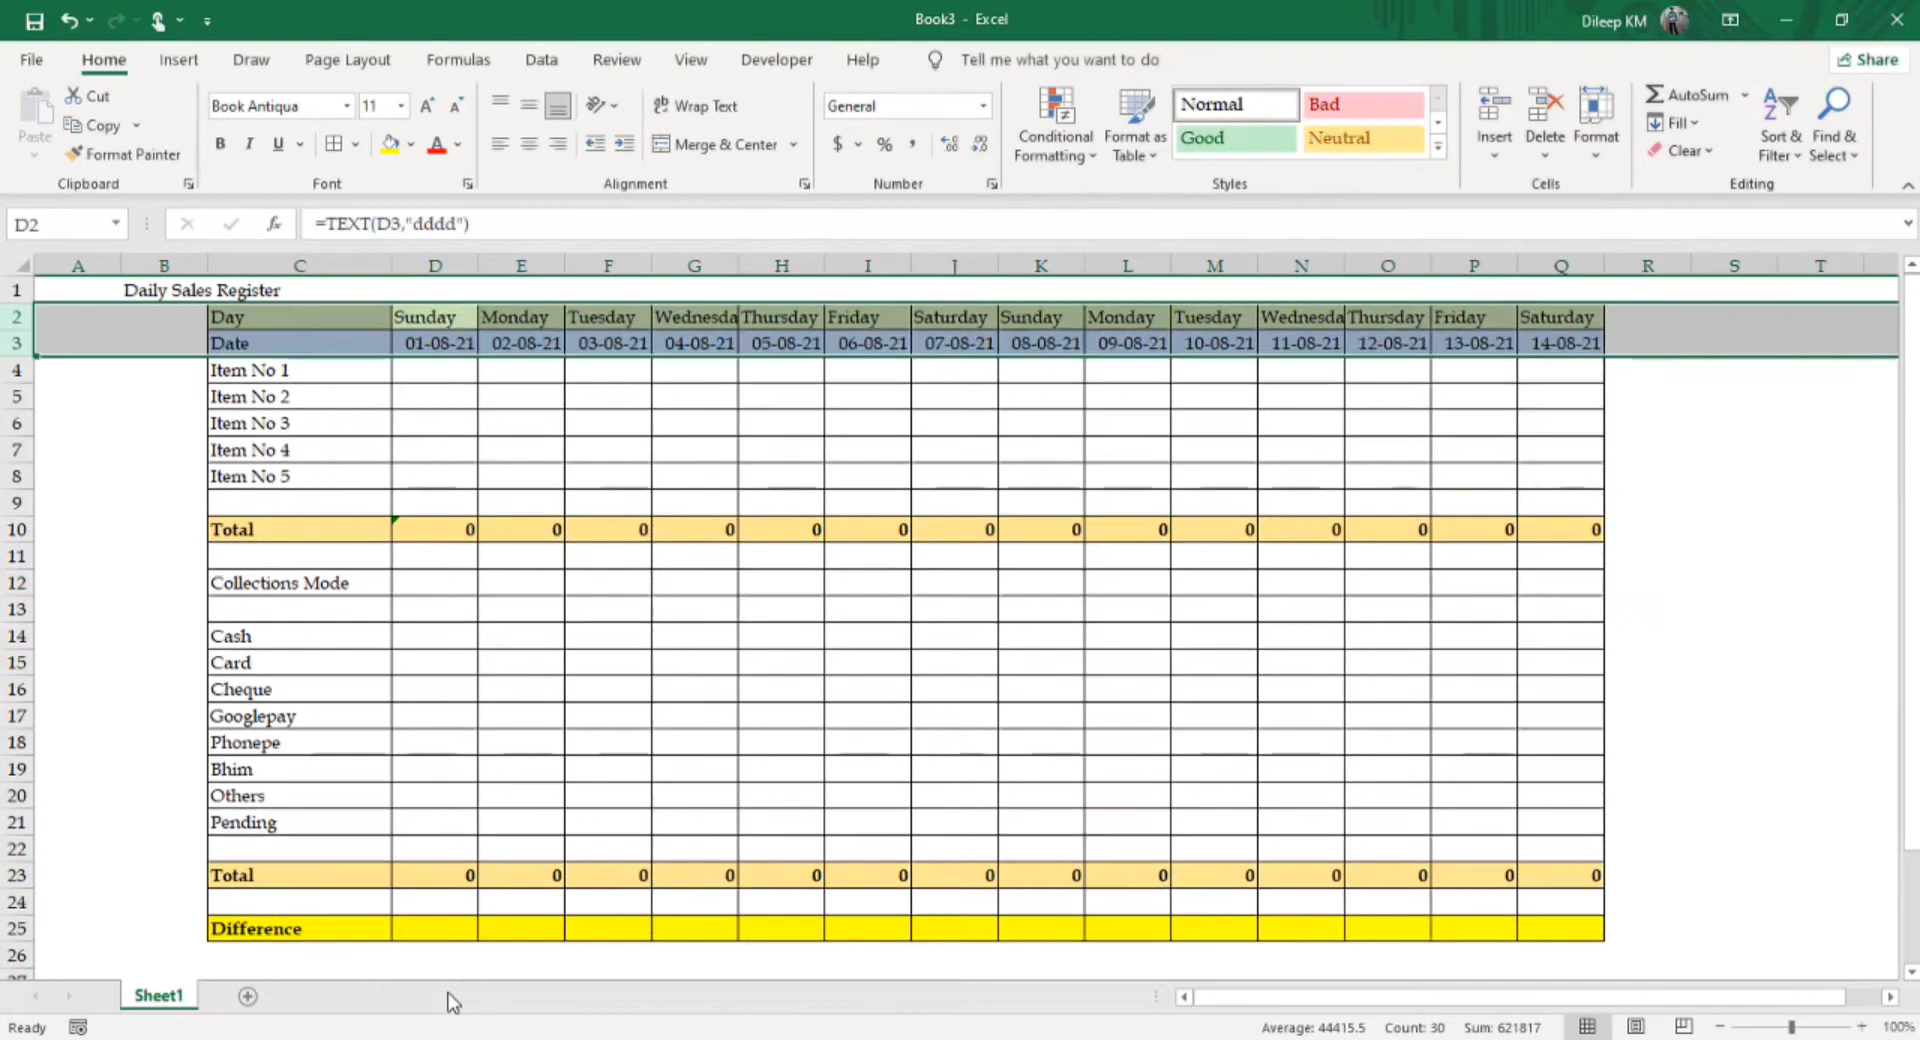 Book3 - Excel
Dileep KM
File Home Insert Draw Page Layout Formulas Data Review View Developer Help Tell me what you want to do Share
Paste
Cut
Copy
Format Painter
Clipboard
Book Antiqua 11
B I U
Font
Wrap Text
Merge & Center
Alignment
General
$ % ,
Number
Conditional Formatting
Format as Table
Normal Bad
Good Neutral
Styles
Insert Delete Format
Cells
AutoSum
Fill
Clear
Sort & Filter
Find & Select
Editing
D2 fx =TEXT(D3,"dddd")
A B C D E F G H I J K L M N O P Q R S T
1 Daily Sales Register
2 Day Sunday Monday Tuesday Wednesda Thursday Friday Saturday Sunday Monday Tuesday Wednesda Thursday Friday Saturday
3 Date 01-08-21 02-08-21 03-08-21 04-08-21 05-08-21 06-08-21 07-08-21 08-08-21 09-08-21 10-08-21 11-08-21 12-08-21 13-08-21 14-08-21
4 Item No 1
5 Item No 2
6 Item No 3
7 Item No 4
8 Item No 5
9
10 Total 0 0 0 0 0 0 0 0 0 0 0 0 0 0
11
12 Collections Mode
13
14 Cash
15 Card
16 Cheque
17 Googlepay
18 Phonepe
19 Bhim
20 Others
21 Pending
22
23 Total 0 0 0 0 0 0 0 0 0 0 0 0 0 0
24
25 Difference
26
Sheet1
Ready Average: 44415.5 Count: 30 Sum: 621817 100%